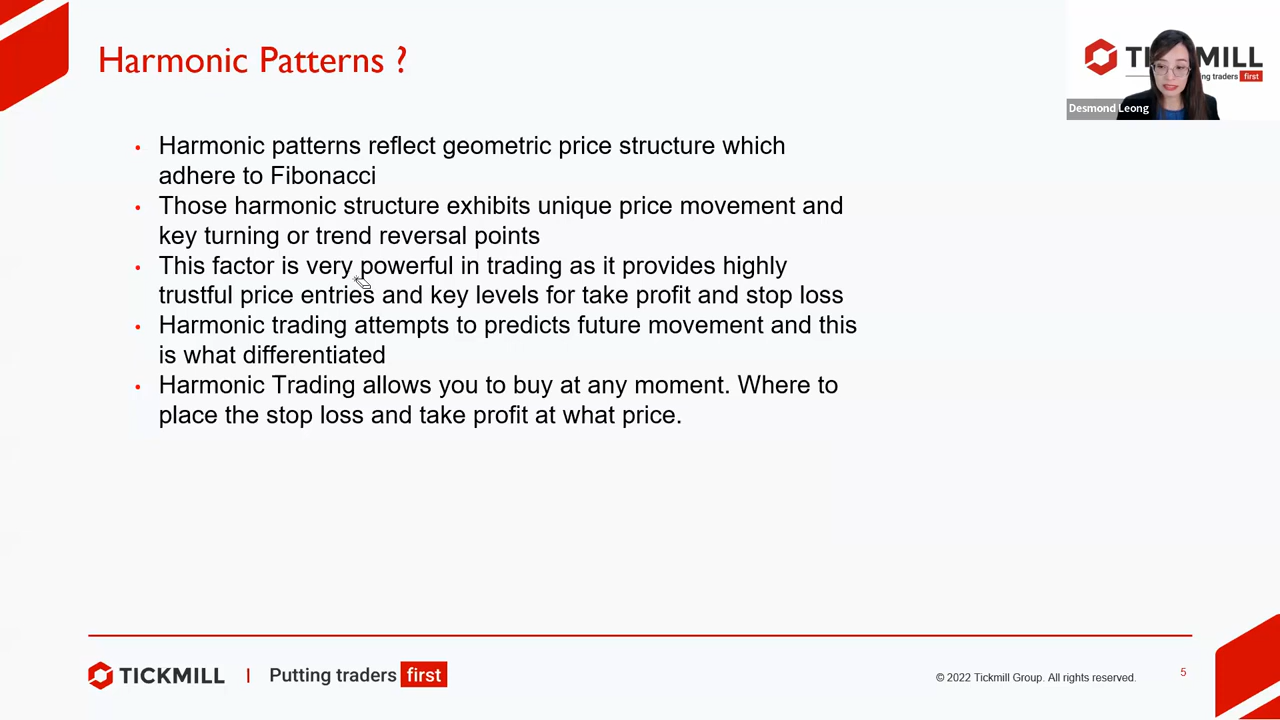 Harmonic Patterns ?
TICKMILL
Desmond Leong
ng traders first
• Harmonic patterns reflect geometric price structure which
adhere to Fibonacci
• Those harmonic structure exhibits unique price movement and
key turning or trend reversal points
• This factor is very powerful in trading as it provides highly
trustful price entries and key levels for take profit and stop loss
• Harmonic trading attempts to predicts future movement and this
is what differentiated
• Harmonic Trading allows you to buy at any moment. Where to
place the stop loss and take profit at what price.
TICKMILL | Putting traders first
© 2022 Tickmill Group. All rights reserved.
5